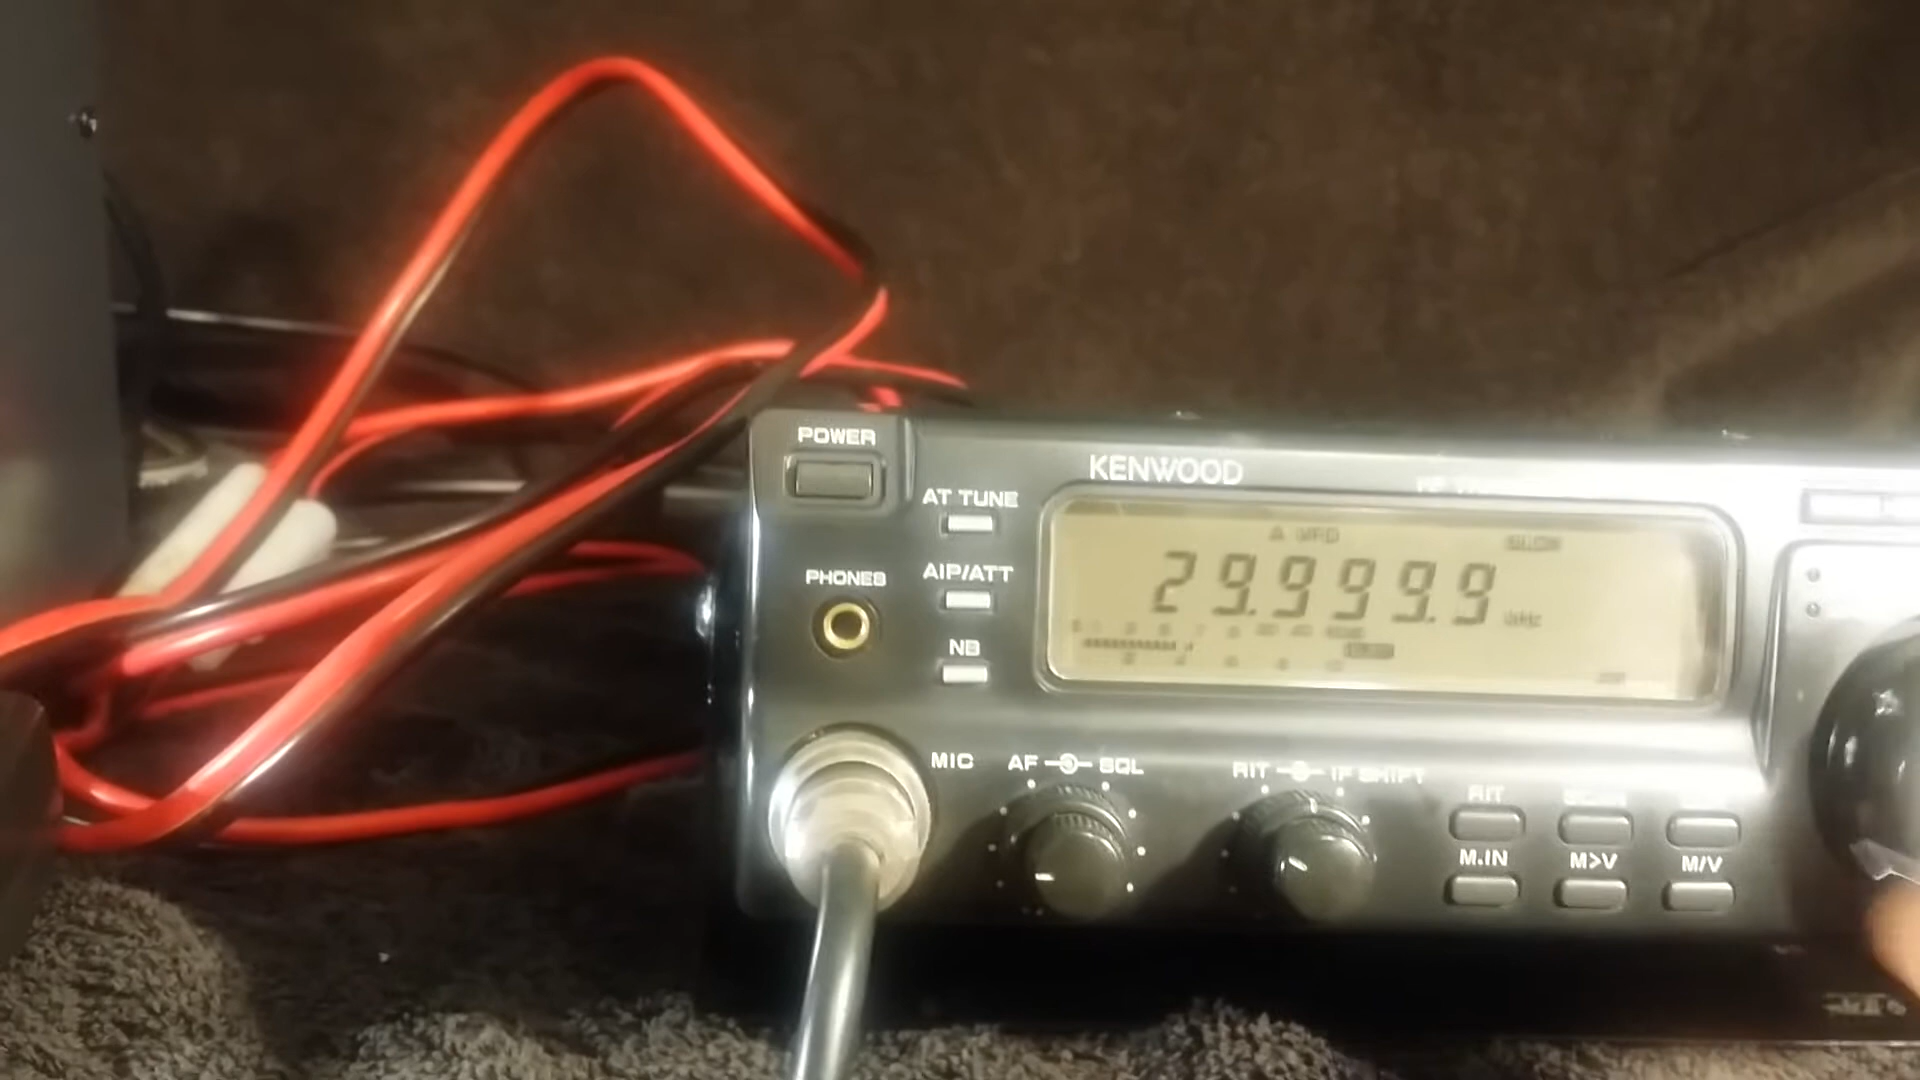 POWER
KENWOOD
AT TUNE
A VFO
29.999.9
PHONES
AIP/ATT
NB
MIC
AF SQL
RIT IF SHIFT
RIT
M.IN
M>V
M/V